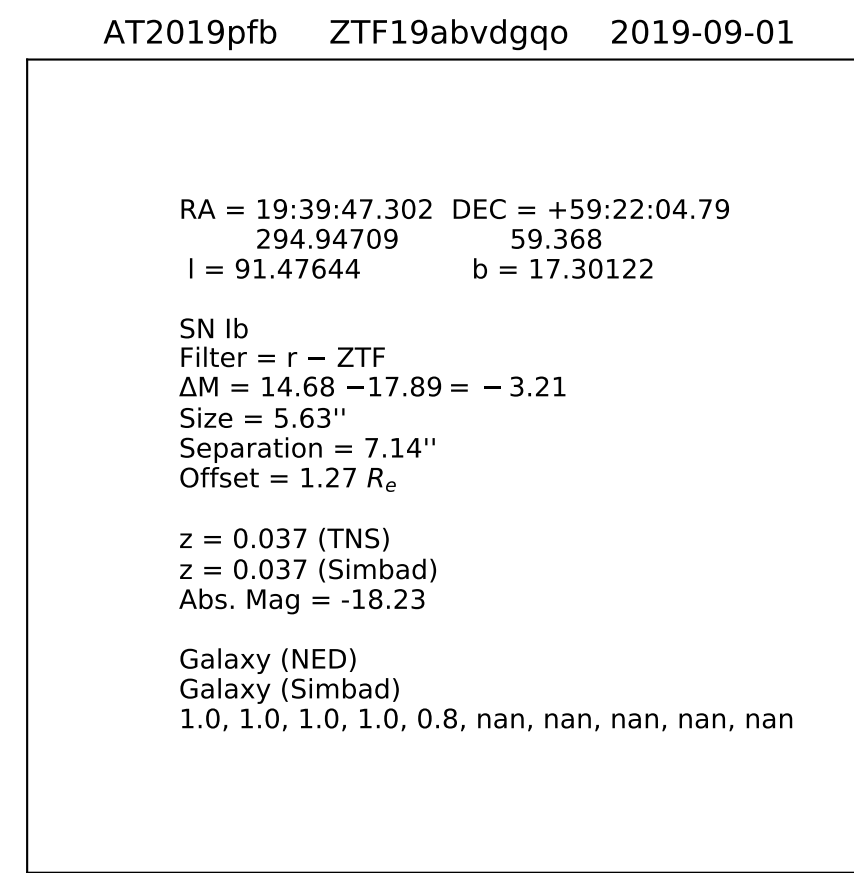 AT2019pfb ZTF19abvdgqo 2019-09-01
RA = 19:39:47.302 DEC = +59:22:04.79
294.94709 59.368
l = 91.47644 b = 17.30122
SN Ib
Filter = r − ZTF
ΔM = 14.68 −17.89 = − 3.21
Size = 5.63''
Separation = 7.14''
Offset = 1.27 Re
z = 0.037 (TNS)
z = 0.037 (Simbad)
Abs. Mag = -18.23
Galaxy (NED)
Galaxy (Simbad)
1.0, 1.0, 1.0, 1.0, 0.8, nan, nan, nan, nan, nan